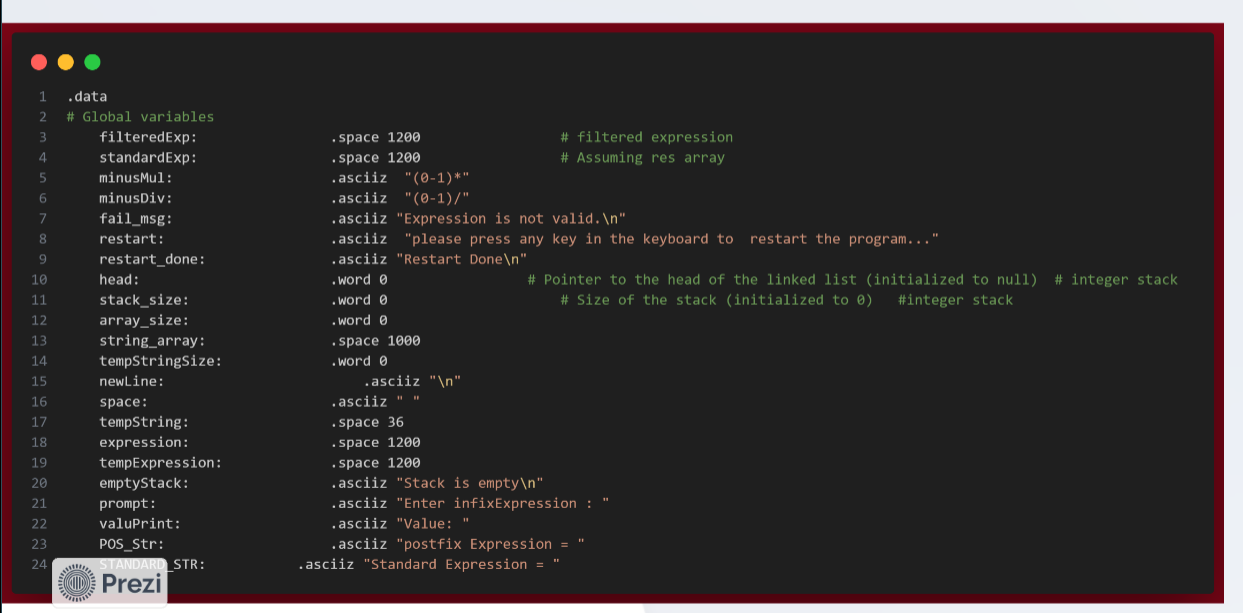 1 .data
2 # Global variables
3 filteredExp: .space 1200 # filtered expression
4 standardExp: .space 1200 # Assuming res array
5 minusMul: .asciiz "(0-1)*"
6 minusDiv: .asciiz "(0-1)/"
7 fail_msg: .asciiz "Expression is not valid.\n"
8 restart: .asciiz "please press any key in the keyboard to  restart the program..."
9 restart_done: .asciiz "Restart Done\n"
10 head: .word 0 # Pointer to the head of the linked list (initialized to null)  # integer stack
11 stack_size: .word 0 # Size of the stack (initialized to 0)   #integer stack
12 array_size: .word 0
13 string_array: .space 1000
14 tempStringSize: .word 0
15 newLine: .asciiz "\n"
16 space: .asciiz " "
17 tempString: .space 36
18 expression: .space 1200
19 tempExpression: .space 1200
20 emptyStack: .asciiz "Stack is empty\n"
21 prompt: .asciiz "Enter infixExpression : "
22 valuPrint: .asciiz "Value: "
23 POS_Str: .asciiz "postfix Expression = "
24 STANDARD_STR: .asciiz "Standard Expression = "
Prezi